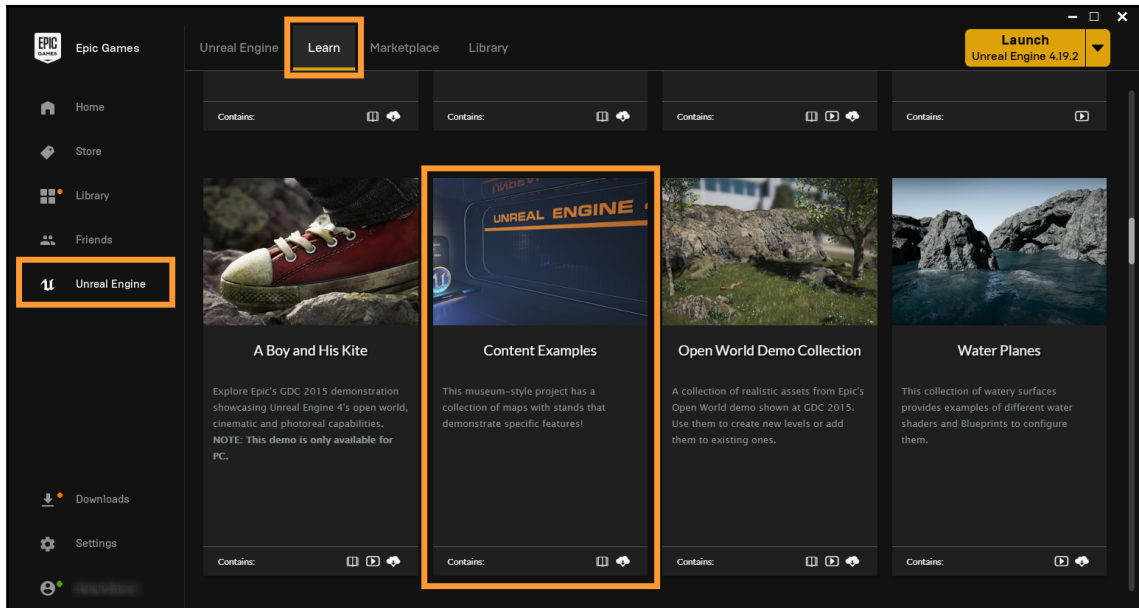 EPIC
GAMES
Epic Games
Unreal Engine
Learn
Marketplace
Library
Launch
Unreal Engine 4.19.2
Home
Store
Library
Friends
Unreal Engine
Downloads
Settings
Contains:
Contains:
Contains:
Contains:
UNREAL ENGINE
A Boy and His Kite
Explore Epic's GDC 2015 demonstration
showcasing Unreal Engine 4's open world,
cinematic and photoreal capabilities.
NOTE: This demo is only available for
PC.
Contains:
Content Examples
This museum-style project has a
collection of maps with stands that
demonstrate specific features!
Contains:
Open World Demo Collection
A collection of realistic assets from Epic's
Open World demo shown at GDC 2015.
Use them to create new levels or add
them to existing ones.
Contains:
Water Planes
This collection of watery surfaces
provides examples of different water
shaders and Blueprints to configure
them.
Contains: